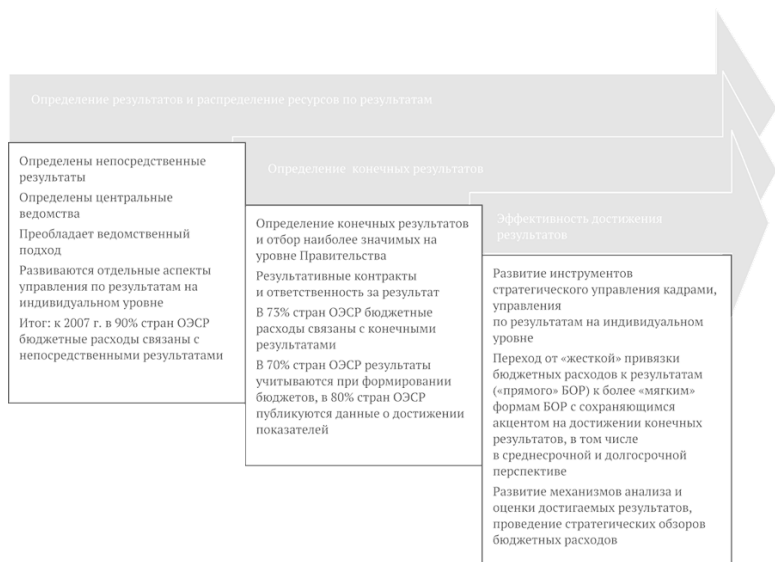 Определение результатов и распределение ресурсов по результатам
Определены непосредственные
результаты
Определены центральные
ведомства
Преобладает ведомственный
подход
Развиваются отдельные аспекты
управления по результатам на
индивидуальном уровне
Итог: к 2007 г. в 90% стран ОЭСР
бюджетные расходы связаны с
непосредственными результатами
Определение конечных результатов
Определение конечных результатов
и отбор наиболее значимых на
уровне Правительства
Результативные контракты
и ответственность за результат
В 73% стран ОЭСР бюджетные
расходы связаны с конечными
результатами
В 70% стран ОЭСР результаты
учитываются при формировании
бюджетов, в 80% стран ОЭСР
публикуются данные о достижении
показателей
Эффективность достижения
результатов
Развитие инструментов
стратегического управления кадрами,
управления
по результатам на индивидуальном
уровне
Переход от «жесткой» привязки
бюджетных расходов к результатам
(«прямого» БОР) к более «мягким»
формам БОР с сохраняющимся
акцентом на достижении конечных
результатов, в том числе
в среднесрочной и долгосрочной
перспективе
Развитие механизмов анализа и
оценки достигаемых результатов,
проведение стратегических обзоров
бюджетных расходов